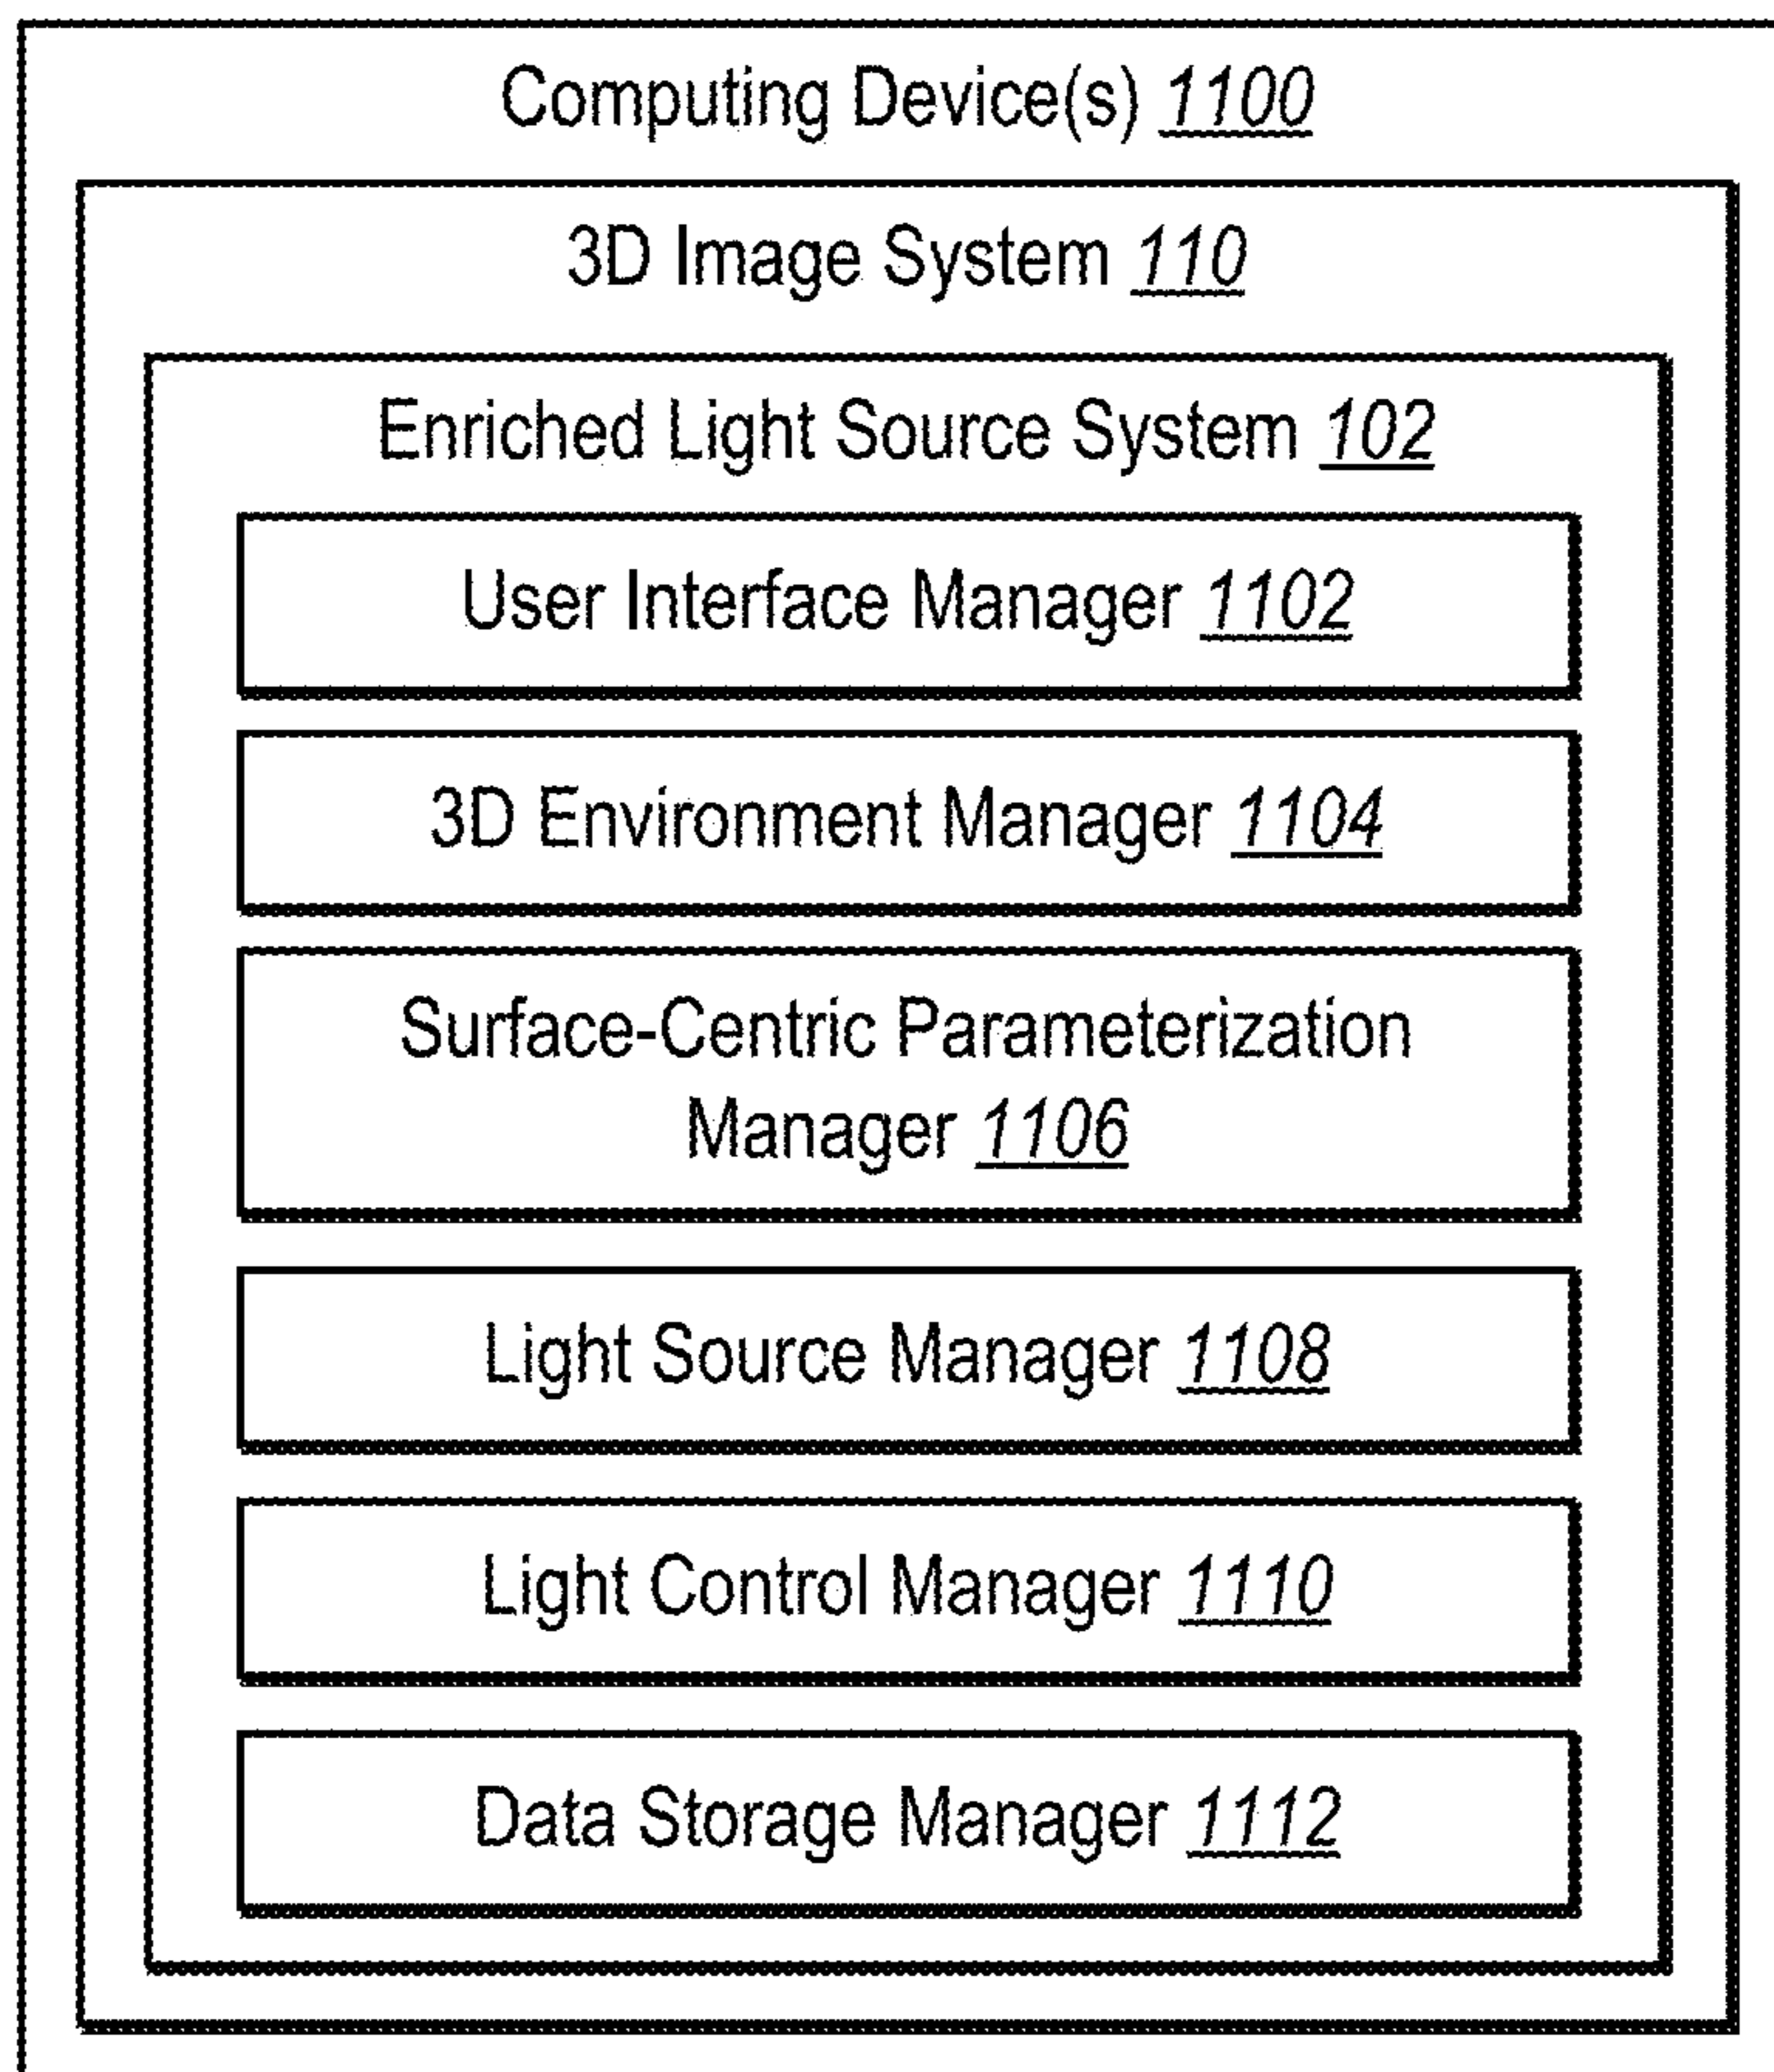 Computing Device(s) 1100
3D Image System 110
Enriched Light Source System 102
User Interface Manager 1102
3D Environment Manager 1104
Surface-Centric Parameterization
Manager 1106
Light Source Manager 1108
Light Control Manager 1110
Data Storage Manager 1112